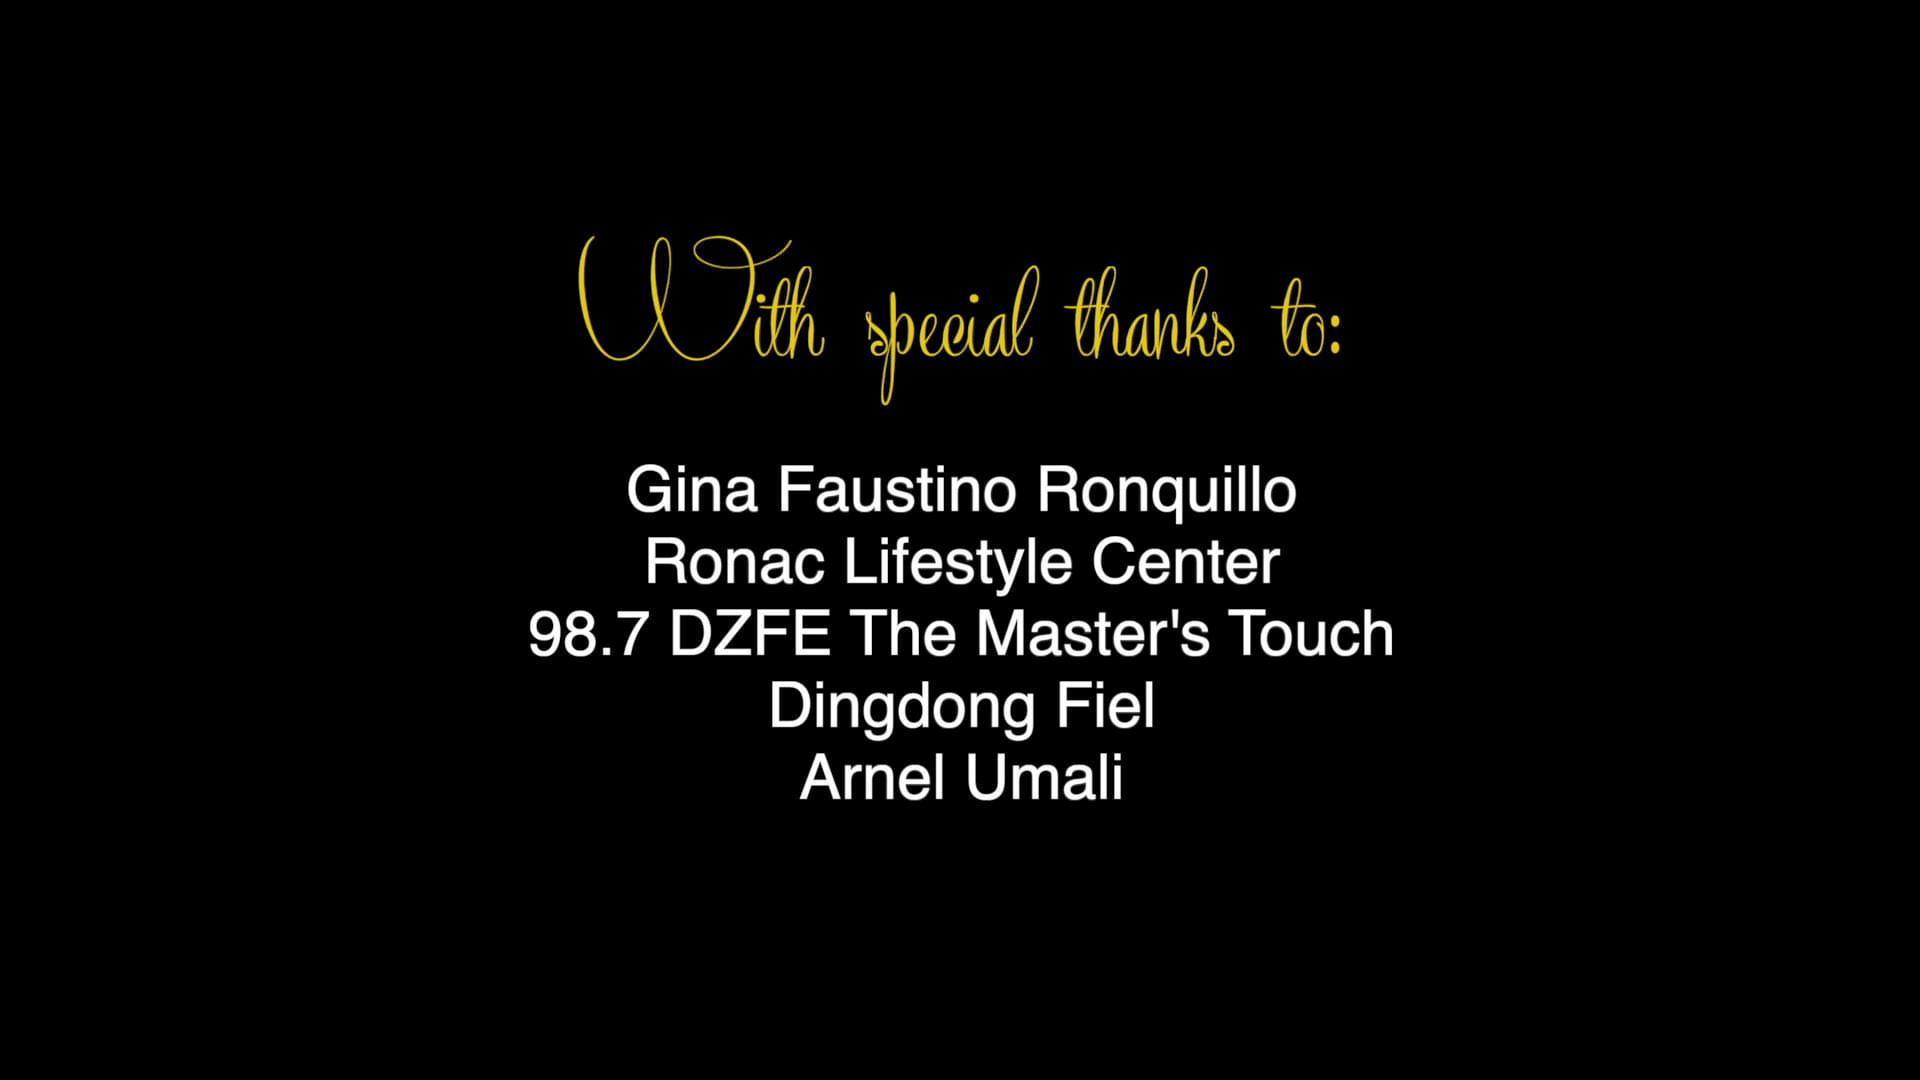 With special thanks to:
Gina Faustino Ronquillo
Ronac Lifestyle Center
98.7 DZFE The Master's Touch
Dingdong Fiel
Arnel Umali